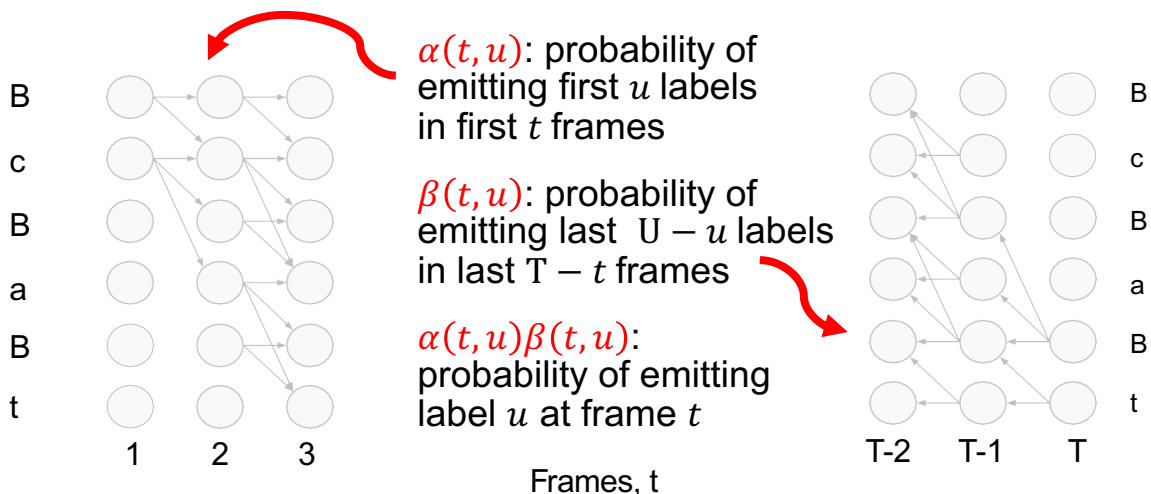 B
c
B
a
B
t
1 2 3
α(t, u): probability of
emitting first u labels
in first t frames
β(t, u): probability of
emitting last U − u labels
in last T − t frames
α(t, u)β(t, u):
probability of emitting
label u at frame t
B
c
B
a
B
t
T-2 T-1 T
Frames, t